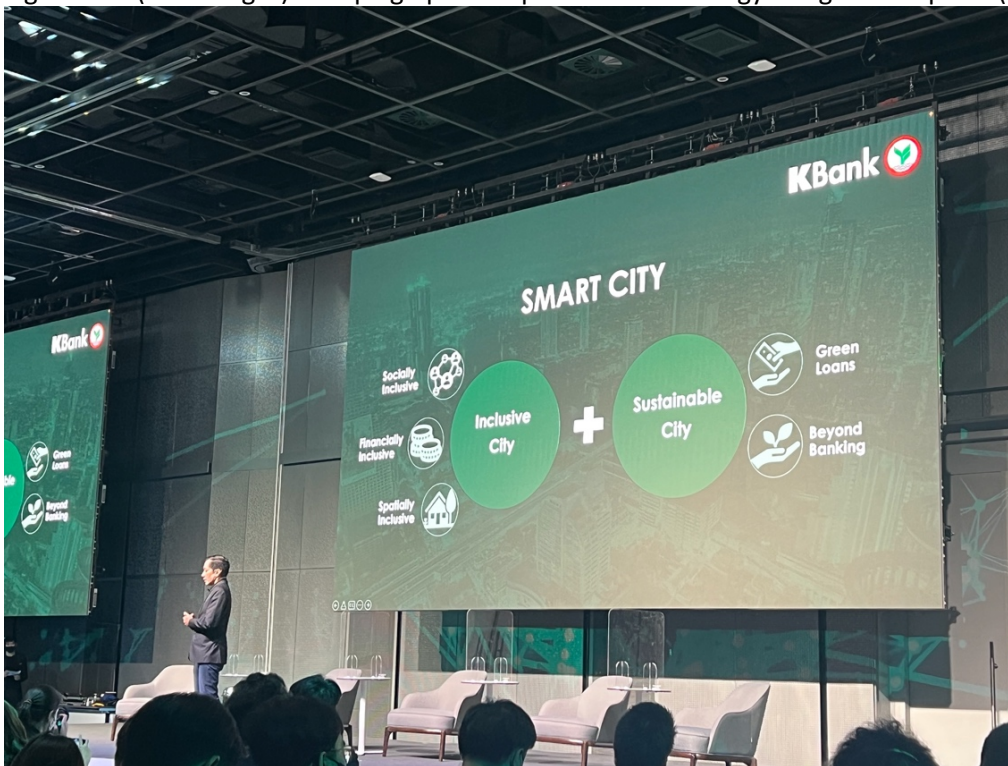 KBank
SMART CITY
Socially
Inclusive
Financially
Inclusive
Spatially
Inclusive
Inclusive
City
Sustainable
City
Green
Loans
Beyond
Banking
KBank
Green
Loans
Beyond
Banking